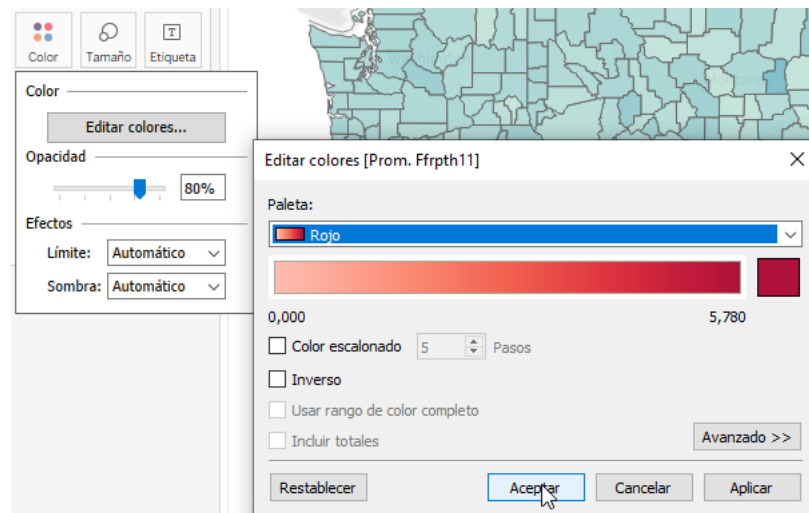 Color Tamaño Etiqueta
Washington
Montana
Color
Editar colores...
Opacidad
80%
Efectos
Límite: Automático
Sombra: Automático
Editar colores [Prom. Ffrpth11]
Paleta:
Rojo
0,000 5,780
Color escalonado 5 Pasos
Inverso
Usar rango de color completo
Incluir totales
Avanzado >>
Restablecer Aceptar Cancelar Aplicar